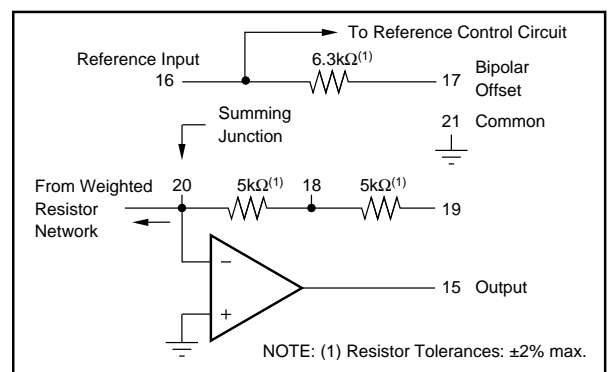 To Reference Control Circuit
Reference Input
16
6.3kΩ(1)
17
Bipolar
Offset
Summing
Junction
21 Common
From Weighted
Resistor
Network
20
5kΩ(1)
18
5kΩ(1)
19
–
+
15 Output
NOTE: (1) Resistor Tolerances: ±2% max.